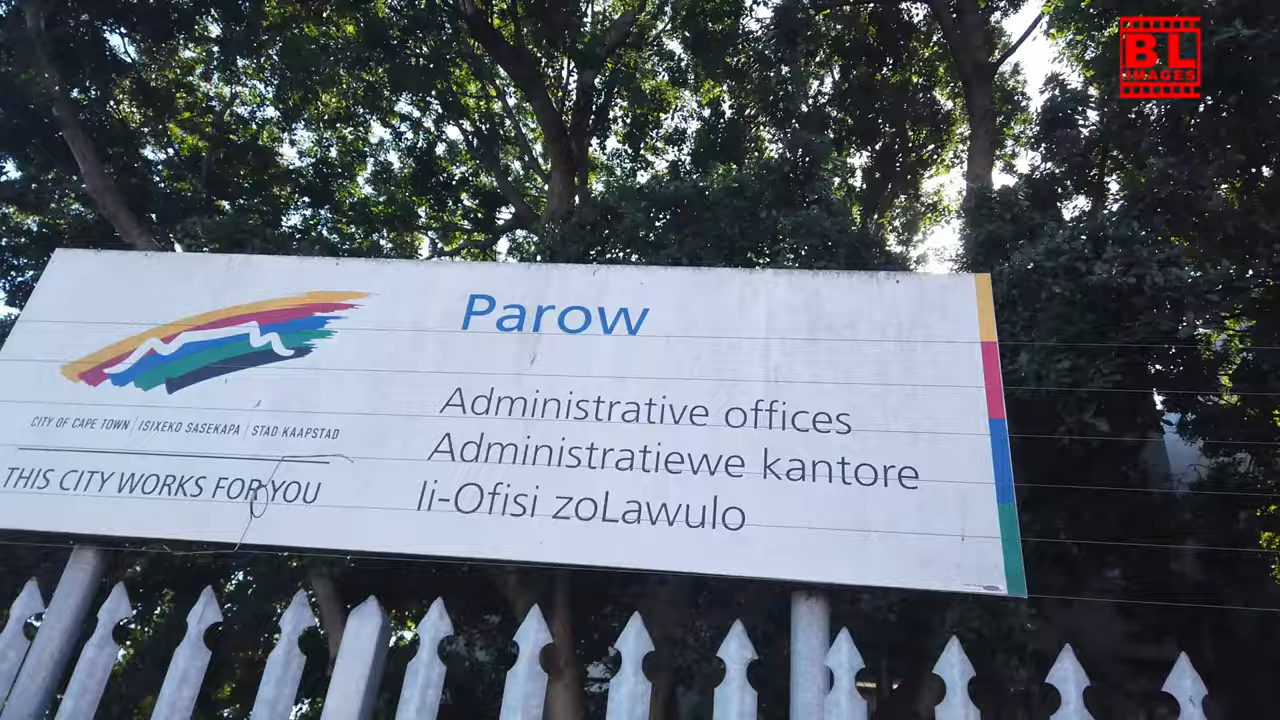 BL
IMAGES
Parow
CITY OF CAPE TOWN | ISIXEKO SASEKAPA | STAD KAAPSTAD
THIS CITY WORKS FOR YOU
Administrative offices
Administratiewe kantore
Ii-Ofisi zoLawulo